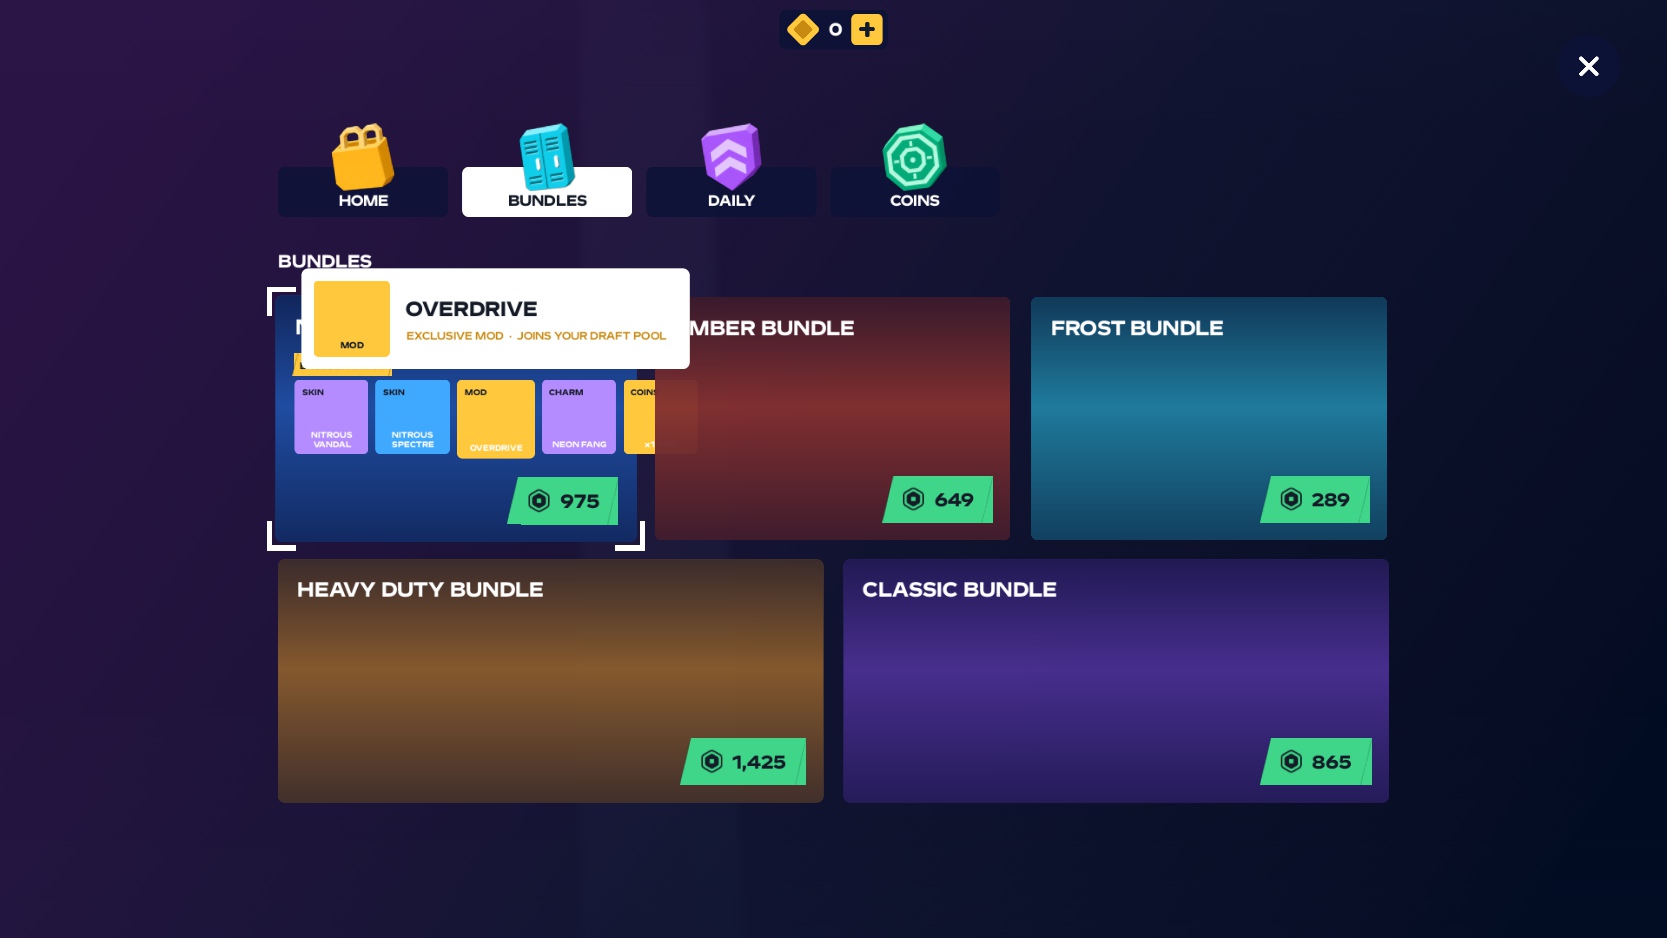 0
HOME
BUNDLES
DAILY
COINS
BUNDLES
MOD
OVERDRIVE
EXCLUSIVE MOD · JOINS YOUR DRAFT POOL
MBER BUNDLE
FROST BUNDLE
SKIN
NITROUS
VANDAL
SKIN
NITROUS
SPECTRE
MOD
OVERDRIVE
CHARM
NEON FANG
COINS
975
649
289
HEAVY DUTY BUNDLE
CLASSIC BUNDLE
1,425
865